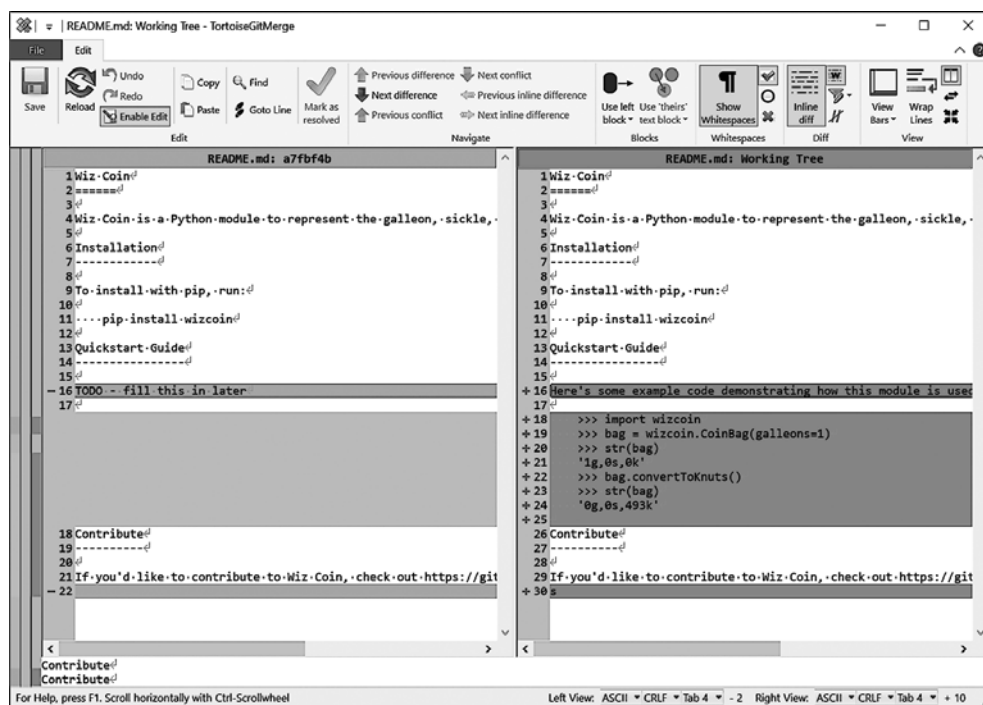 README.md: Working Tree - TortoiseGitMerge
File
Edit
Save
Reload
Undo
Redo
Enable Edit
Copy
Paste
Find
Goto Line
Mark as
resolved
Previous difference
Next difference
Previous conflict
Next conflict
Previous inline difference
Next inline difference
Use left
block
Use 'theirs'
text block
Show
Whitespaces
Inline
diff
View
Bars
Wrap
Lines
Edit
Navigate
Blocks
Whitespaces
Diff
View
README.md: a7fbf4b
1 Wiz·Coin
2 ======
3
4 Wiz·Coin·is·a·Python·module·to·represent·the·galleon,·sickle,·
5
6 Installation
7 ------------
8
9 To·install·with·pip,·run:
10
11 ····pip·install·wizcoin
12
13 Quickstart·Guide
14 ----------------
15
− 16 TODO - fill this in later
17
18 Contribute
19 ----------
20
21 If·you'd·like·to·contribute·to·Wiz·Coin,·check·out·https://git
− 22
README.md: Working Tree
1 Wiz·Coin
2 ======
3
4 Wiz·Coin·is·a·Python·module·to·represent·the·galleon,·sickle,·
5
6 Installation
7 ------------
8
9 To·install·with·pip,·run:
10
11 ····pip·install·wizcoin
12
13 Quickstart·Guide
14 ----------------
15
+ 16 Here's some example code demonstrating how this module is used
17
+ 18 >>> import wizcoin
+ 19 >>> bag = wizcoin.CoinBag(galleons=1)
+ 20 >>> str(bag)
+ 21 '1g,0s,0k'
+ 22 >>> bag.convertToKnuts()
+ 23 >>> str(bag)
+ 24 '0g,0s,493k'
+ 25
26 Contribute
27 ----------
28
29 If·you'd·like·to·contribute·to·Wiz·Coin,·check·out·https://git
+ 30 s
Contribute
Contribute
For Help, press F1. Scroll horizontally with Ctrl-Scrollwheel
Left View: ASCII CRLF Tab 4 - 2 Right View: ASCII CRLF Tab 4 + 10